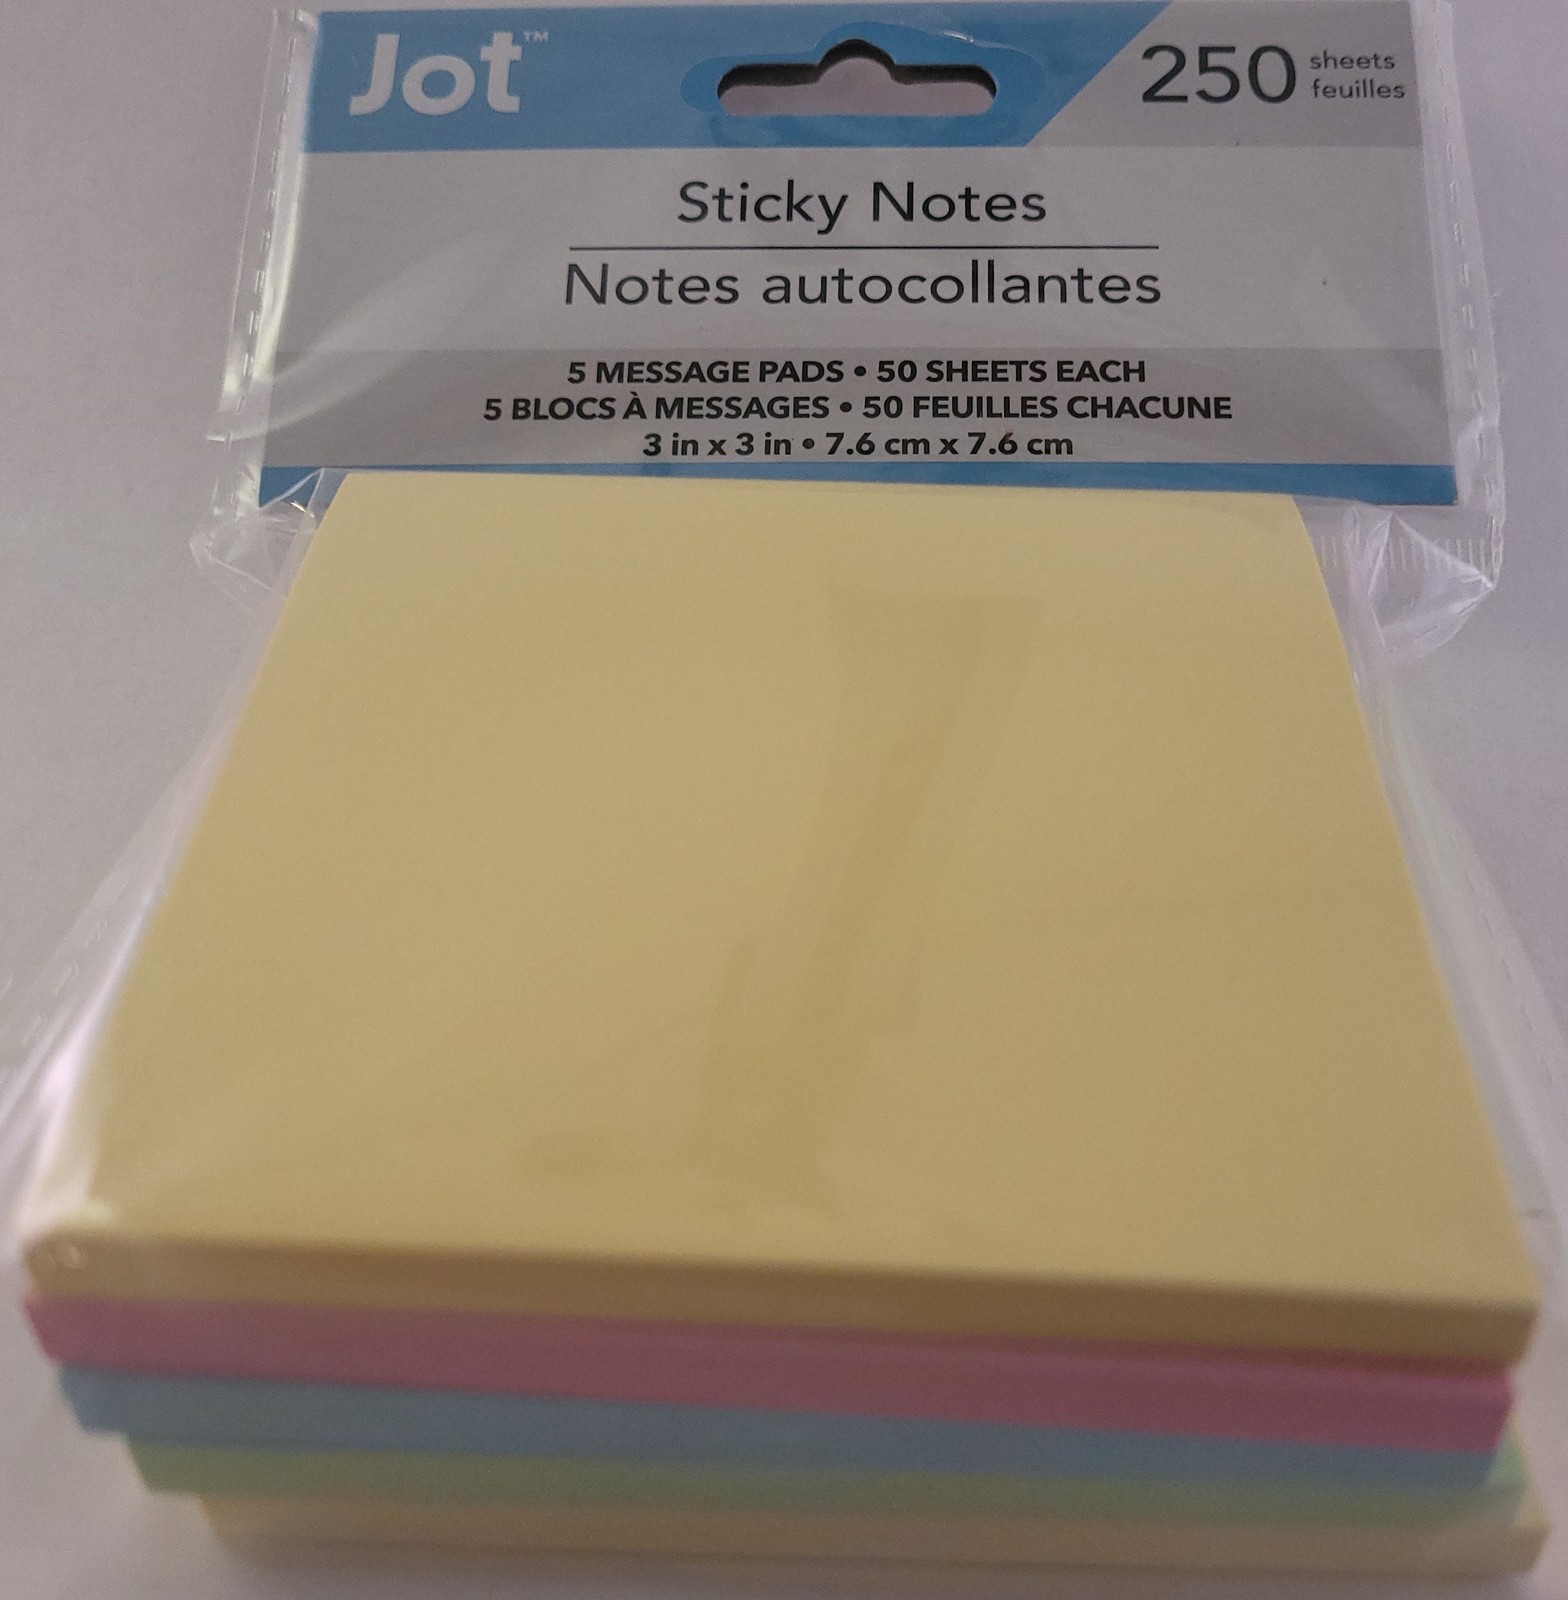 Jot™
250 sheets
feuilles
Sticky Notes
Notes autocollantes
5 MESSAGE PADS • 50 SHEETS EACH
5 BLOCS À MESSAGES • 50 FEUILLES CHACUNE
3 in x 3 in • 7.6 cm x 7.6 cm